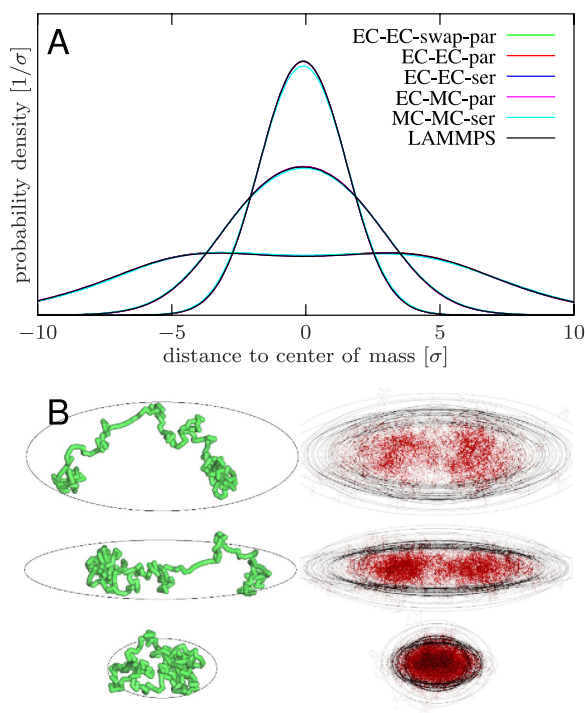 A
EC-EC-swap-par
EC-EC-par
EC-EC-ser
EC-MC-par
MC-MC-ser
LAMMPS
probability density [1/σ]
−10 −5 0 5 10
distance to center of mass [σ]
B